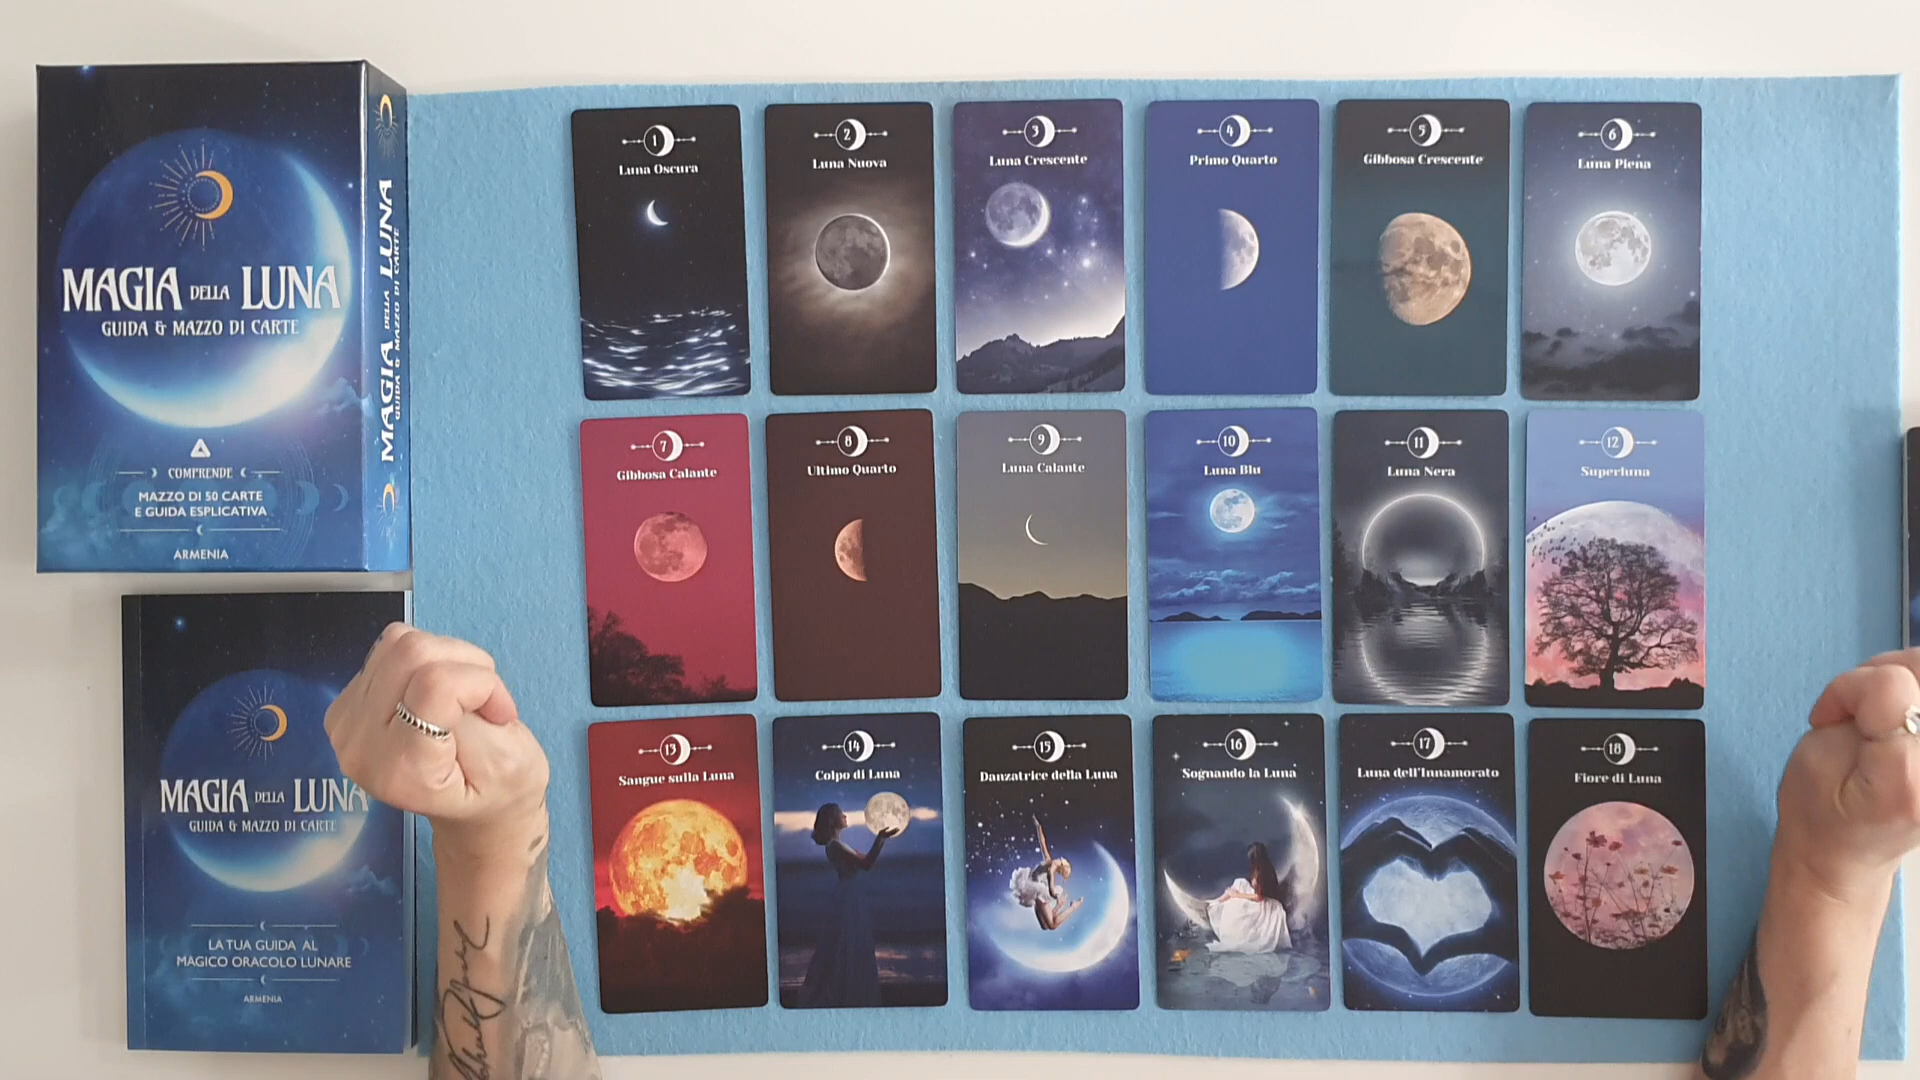 MAGIA DELLA LUNA
GUIDA & MAZZO DI CARTE
COMPRENDE
MAZZO DI 50 CARTE
E GUIDA ESPLICATIVA
ARMENIA
MAGIA DELLA LUNA
GUIDA & MAZZO DI CARTE
MAGIA DELLA LUNA
GUIDA & MAZZO DI CARTE
LA TUA GUIDA AL
MAGICO ORACOLO LUNARE
ARMENIA
1
Luna Oscura
2
Luna Nuova
3
Luna Crescente
4
Primo Quarto
5
Gibbosa Crescente
6
Luna Piena
7
Gibbosa Calante
8
Ultimo Quarto
9
Luna Calante
10
Luna Blu
11
Luna Nera
12
Superluna
13
Sangue sulla Luna
14
Colpo di Luna
15
Danzatrice della Luna
16
Sognando la Luna
17
Luna dell'Innamorato
18
Fiore di Luna